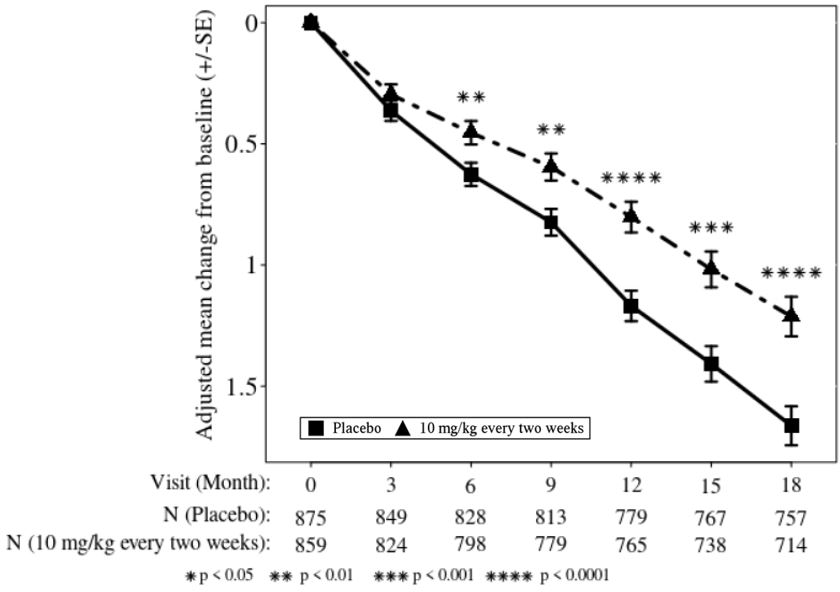 Adjusted mean change from baseline (+/-SE)
0
0.5
1
1.5
**
**
****
***
****
Placebo 10 mg/kg every two weeks
Visit (Month): 0 3 6 9 12 15 18
N (Placebo): 875 849 828 813 779 767 757
N (10 mg/kg every two weeks): 859 824 798 779 765 738 714
* p < 0.05 ** p < 0.01 *** p < 0.001 **** p < 0.0001